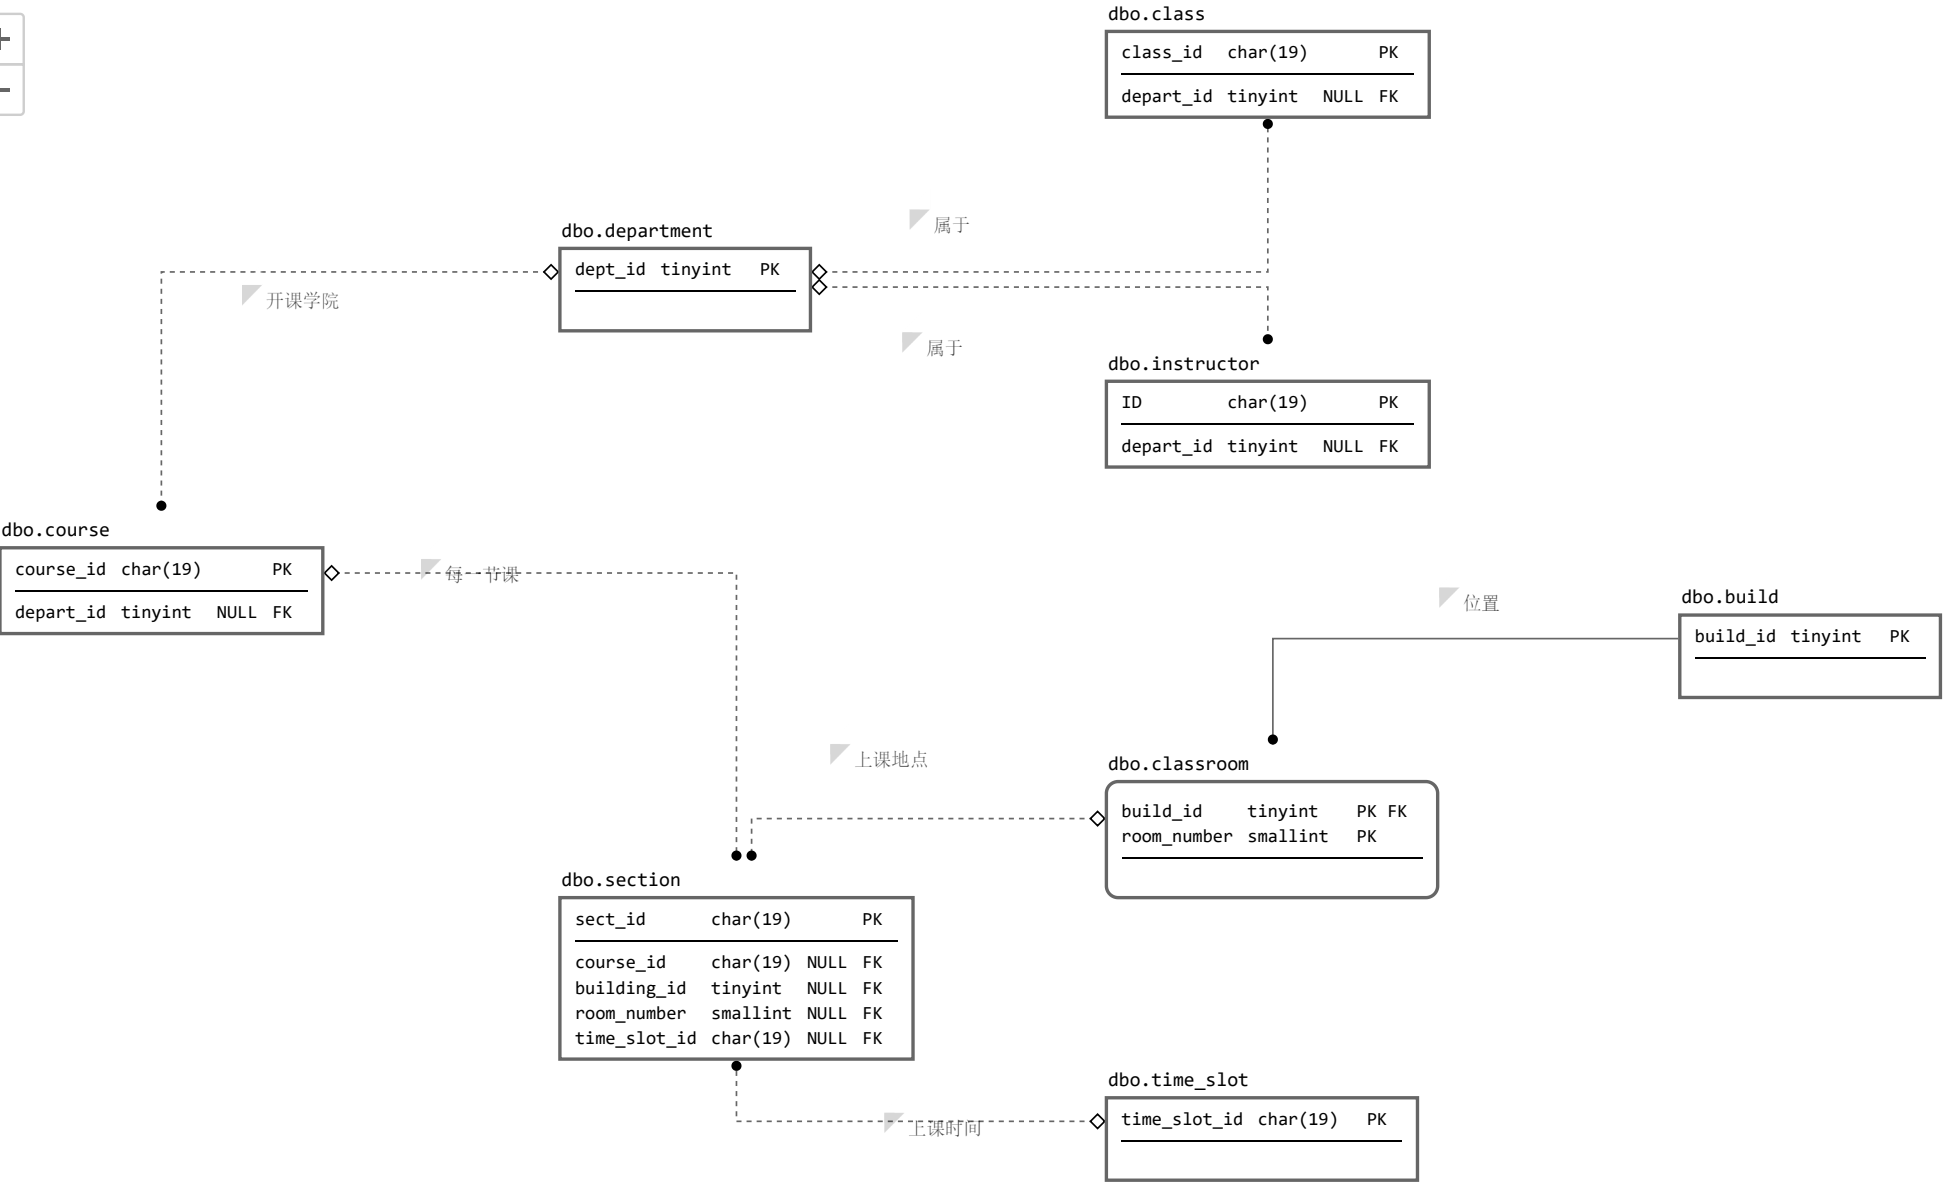 dbo.class
class_id char(19) PK
depart_id tinyint NULL FK
属于
dbo.department
dept_id tinyint PK
开课学院
属于
dbo.instructor
ID char(19) PK
depart_id tinyint NULL FK
dbo.course
course_id char(19) PK
depart_id tinyint NULL FK
每一节课
位置
dbo.build
build_id tinyint PK
上课地点
dbo.classroom
build_id tinyint PK FK
room_number smallint PK
dbo.section
sect_id char(19) PK
course_id char(19) NULL FK
building_id tinyint NULL FK
room_number smallint NULL FK
time_slot_id char(19) NULL FK
dbo.time_slot
time_slot_id char(19) PK
上课时间